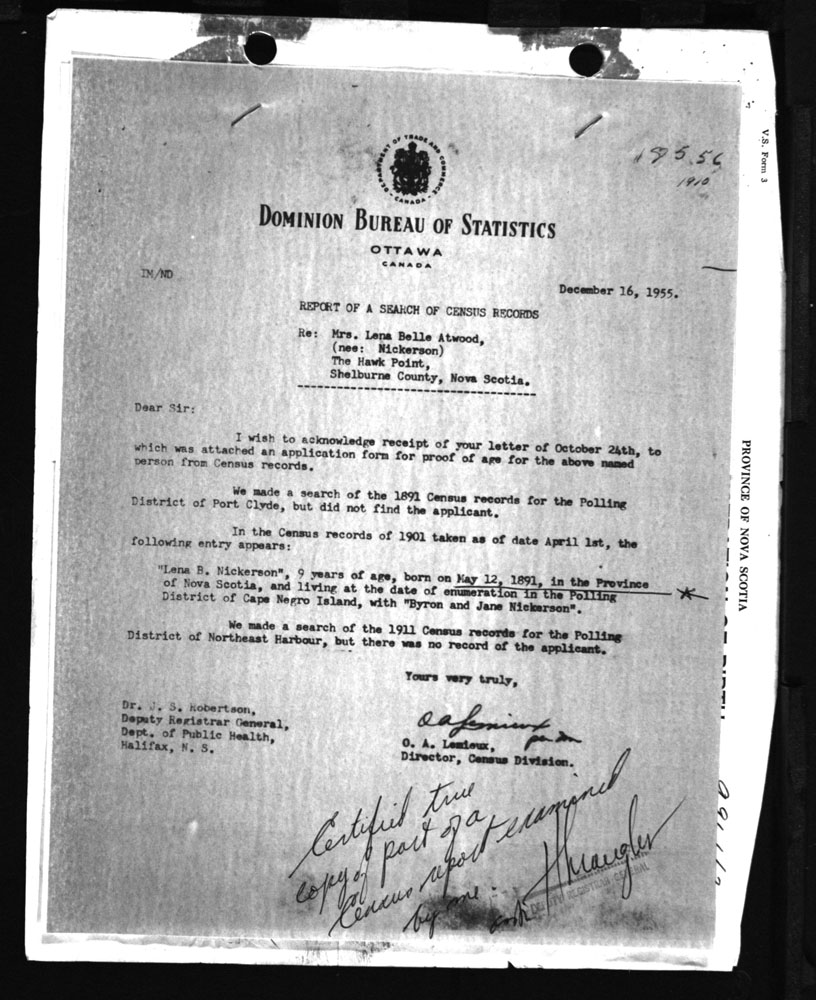 DEPARTMENT OF TRADE AND COMMERCE
CANADA
1910
DOMINION BUREAU OF STATISTICS
OTTAWA
CANADA
IM/ND
December 16, 1955.
REPORT OF A SEARCH OF CENSUS RECORDS
Re: Mrs. Lena Belle Atwood,
(nee: Nickerson)
The Hawk Point,
Shelburne County, Nova Scotia.
Dear Sir:
I wish to acknowledge receipt of your letter of October 24th, to
which was attached an application form for proof of age for the above named
person from Census records.
We made a search of the 1891 Census records for the Polling
District of Port Clyde, but did not find the applicant.
In the Census records of 1901 taken as of date April 1st, the
following entry appears:
"Lena B. Nickerson", 9 years of age, born on May 12, 1891, in the Province
of Nova Scotia, and living at the date of enumeration in the Polling
District of Cape Negro Island, with "Byron and Jane Nickerson".
We made a search of the 1911 Census records for the Polling
District of Northeast Harbour, but there was no record of the applicant.
Yours very truly,
O. A. Lemieux,
Director, Census Division.
Dr. J. S. Robertson,
Deputy Registrar General,
Dept. of Public Health,
Halifax, N. S.
Certified true
copy of part of a
Census report examined
by me.
DEPUTY REGISTRAR GENERAL
V.S. Form 3
PROVINCE OF NOVA SCOTIA